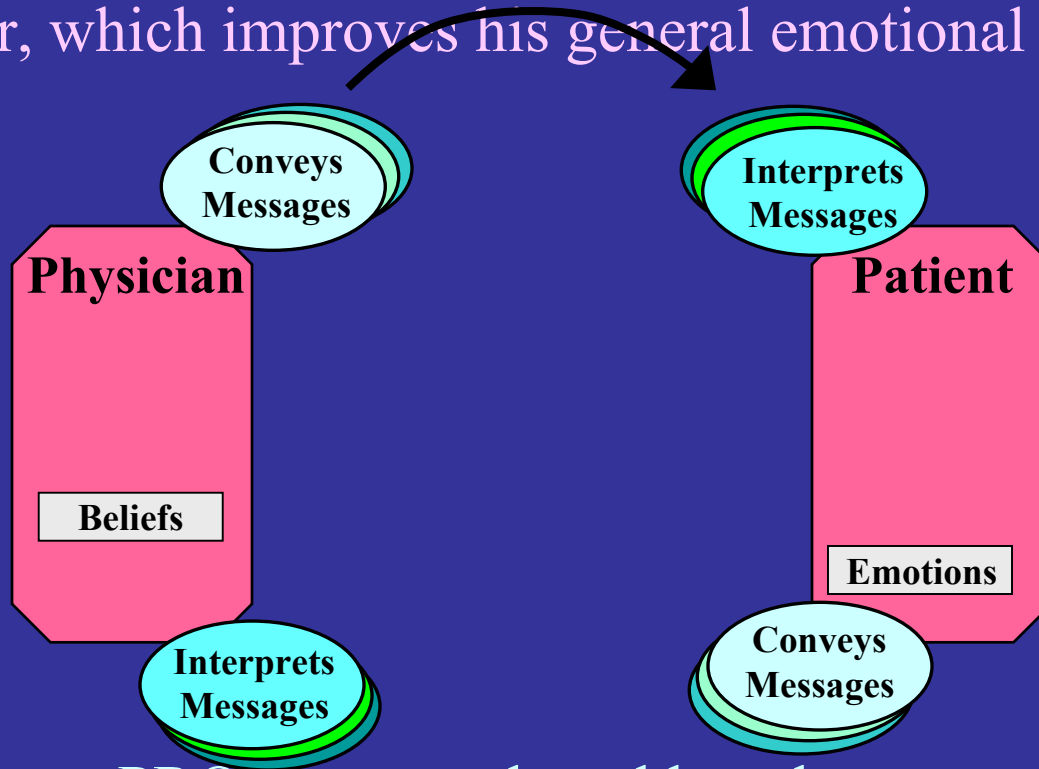 r, which improves his general emotional
Conveys
Messages
Interprets
Messages
Physician
Patient
Beliefs
Emotions
Interprets
Messages
Conveys
Messages